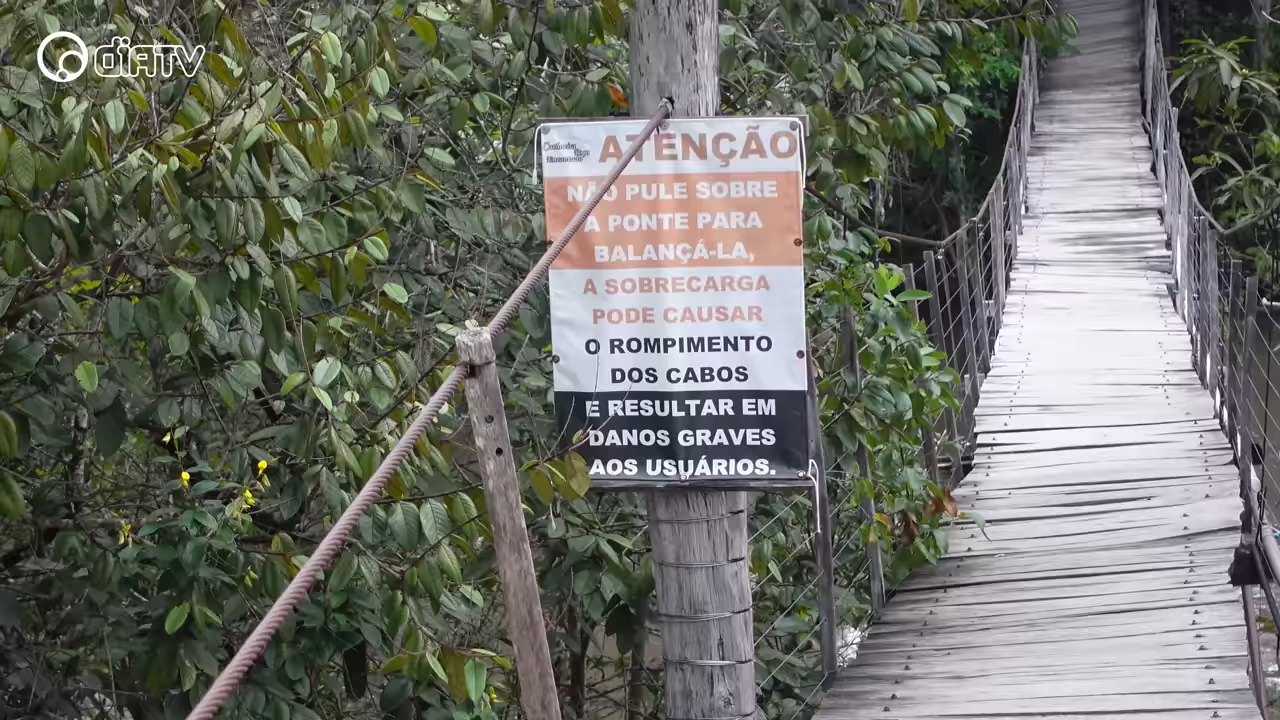 diATV
ATENÇÃO
NÃO PULE SOBRE
A PONTE PARA
BALANÇÁ-LA,
A SOBRECARGA
PODE CAUSAR
O ROMPIMENTO
DOS CABOS
E RESULTAR EM
DANOS GRAVES
AOS USUÁRIOS.